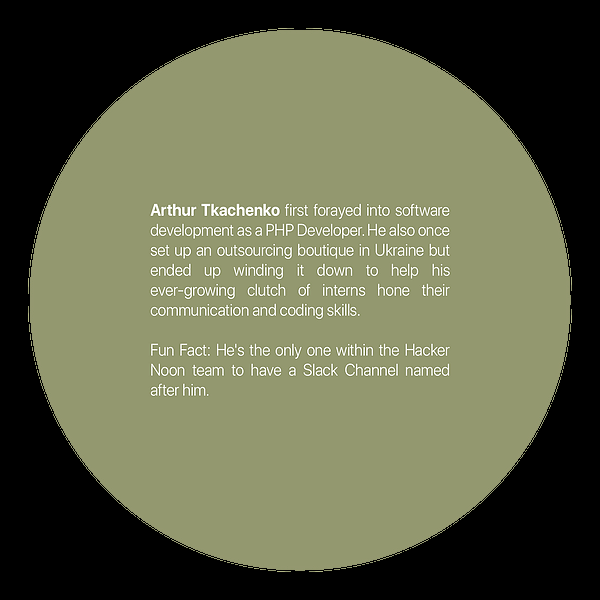 Arthur Tkachenko first forayed into software
development as a PHP Developer. He also once
set up an outsourcing boutique in Ukraine but
ended up winding it down to help his
ever-growing clutch of interns hone their
communication and coding skills.
Fun Fact: He's the only one within the Hacker
Noon team to have a Slack Channel named
after him.